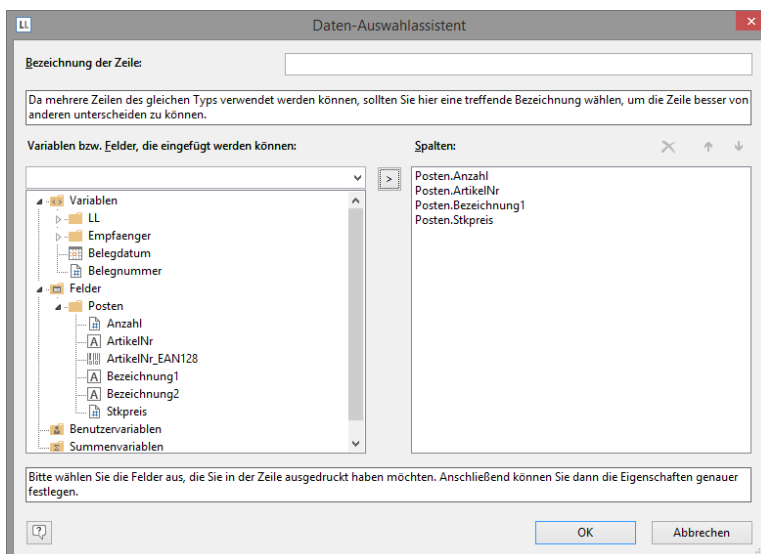 LL
Daten-Auswahlassistent
Bezeichnung der Zeile:
Da mehrere Zeilen des gleichen Typs verwendet werden können, sollten Sie hier eine treffende Bezeichnung wählen, um die Zeile besser von
anderen unterscheiden zu können.
Variablen bzw. Felder, die eingefügt werden können:
Variablen
LL
Empfaenger
Belegdatum
Belegnummer
Felder
Posten
Anzahl
ArtikelNr
ArtikelNr_EAN128
Bezeichnung1
Bezeichnung2
Stkpreis
Benutzervariablen
Summenvariablen
>
Spalten:
Posten.Anzahl
Posten.ArtikelNr
Posten.Bezeichnung1
Posten.Stkpreis
Bitte wählen Sie die Felder aus, die Sie in der Zeile ausgedruckt haben möchten. Anschließend können Sie dann die Eigenschaften genauer
festlegen.
OK
Abbrechen